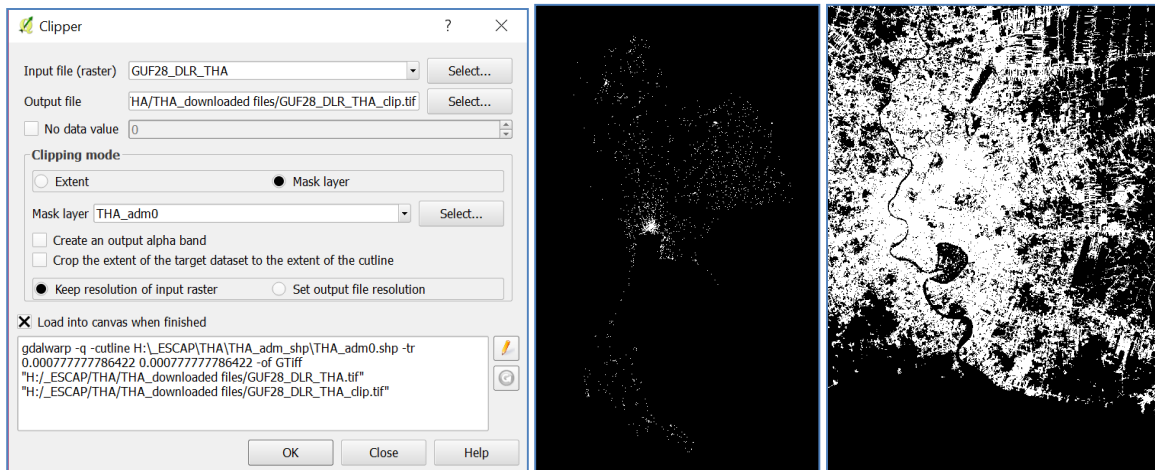 Clipper ?
Input file (raster) GUF28_DLR_THA Select...
Output file HA/THA_downloaded files/GUF28_DLR_THA_clip.tif Select...
No data value 0
Clipping mode
Extent Mask layer
Mask layer THA_adm0 Select...
Create an output alpha band
Crop the extent of the target dataset to the extent of the cutline
Keep resolution of input raster Set output file resolution
Load into canvas when finished
gdalwarp -q -cutline H:\_ESCAP\THA\THA_adm_shp\THA_adm0.shp -tr
0.000777777786422 0.000777777786422 -of GTiff
"H:/_ESCAP/THA/THA_downloaded files/GUF28_DLR_THA.tif"
"H:/_ESCAP/THA/THA_downloaded files/GUF28_DLR_THA_clip.tif"
OK Close Help